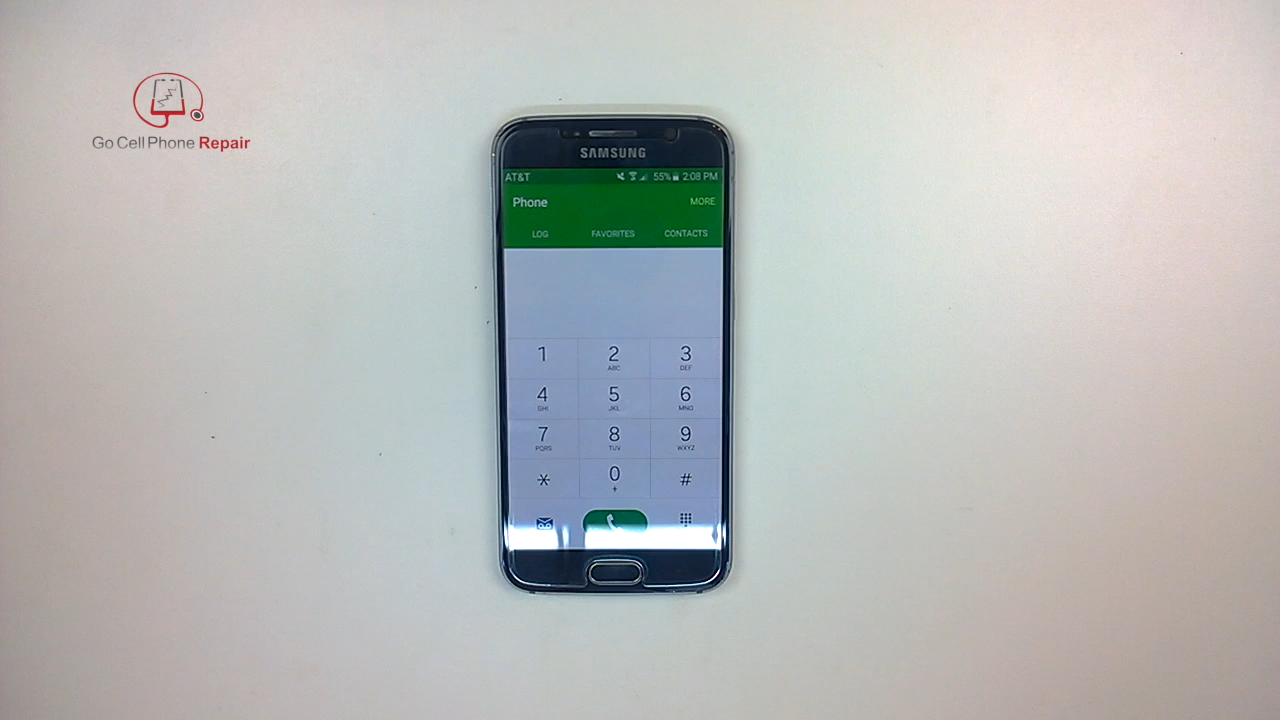 Go Cell Phone Repair
SAMSUNG
AT&T 55% 2:08 PM
Phone MORE
LOG FAVORITES CONTACTS
1 2 3
ABC DEF
4 5 6
GHI JKL MNO
7 8 9
PQRS TUV WXYZ
* 0 #
+